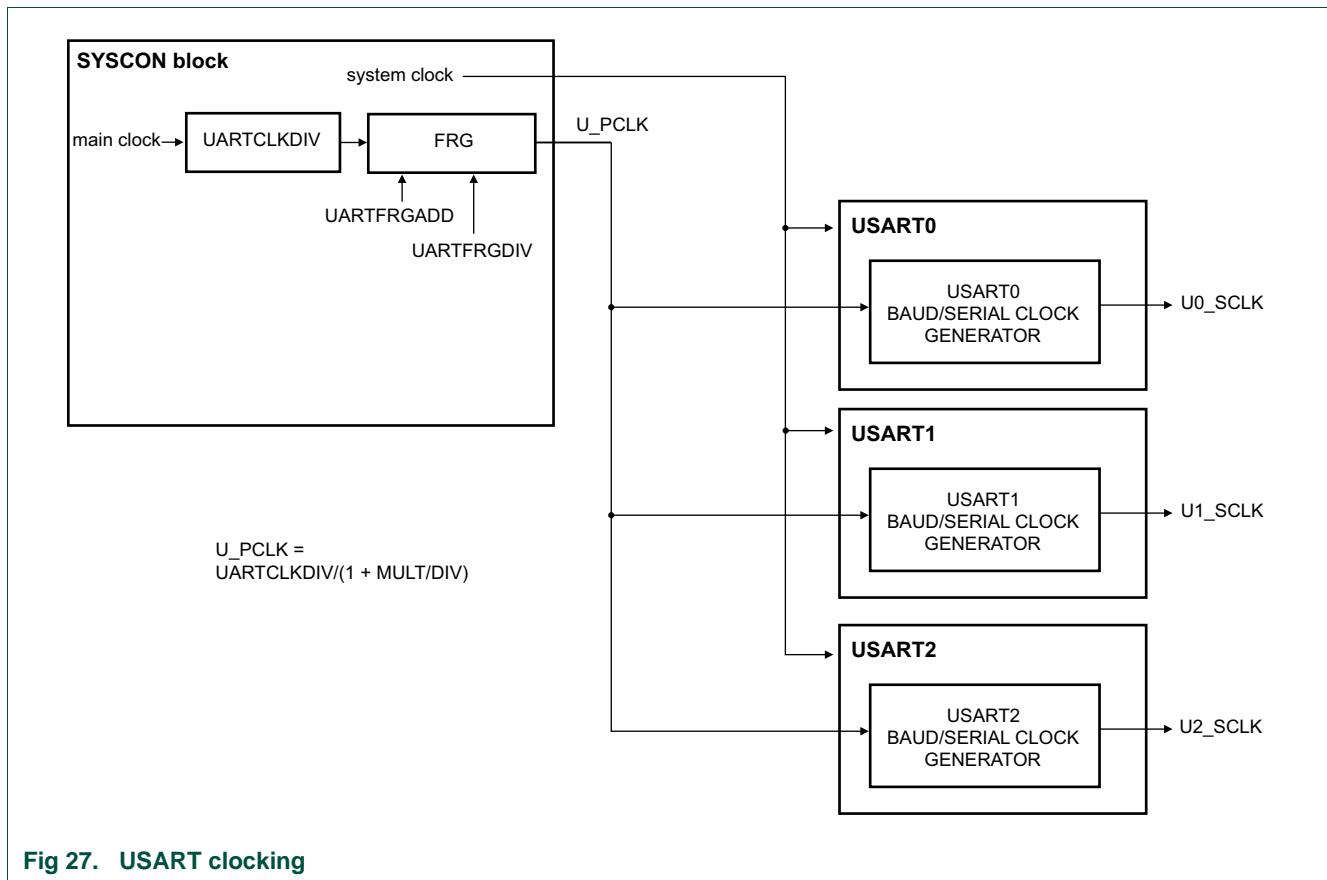 SYSCON block
system clock
main clock
UARTCLKDIV
FRG
U_PCLK
UARTFRGADD
UARTFRGDIV
USART0
USART0
BAUD/SERIAL CLOCK
GENERATOR
U0_SCLK
USART1
USART1
BAUD/SERIAL CLOCK
GENERATOR
U1_SCLK
U_PCLK =
UARTCLKDIV/(1 + MULT/DIV)
USART2
USART2
BAUD/SERIAL CLOCK
GENERATOR
U2_SCLK
Fig 27. USART clocking